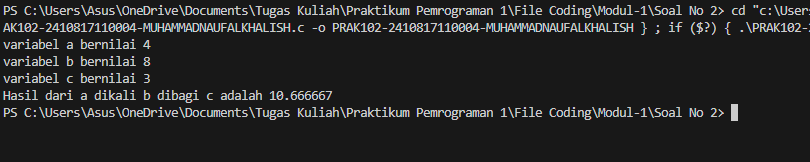 PS C:\Users\Asus\OneDrive\Documents\Tugas Kuliah\Praktikum Pemrograman 1\File Coding\Modul-1\Soal No 2> cd "c:\Users
AK102-2410817110004-MUHAMMADNAUFALKHALISH.c -o PRAK102-2410817110004-MUHAMMADNAUFALKHALISH } ; if ($?) { .\PRAK102-2
variabel a bernilai 4
variabel b bernilai 8
variabel c bernilai 3
Hasil dari a dikali b dibagi c adalah 10.666667
PS C:\Users\Asus\OneDrive\Documents\Tugas Kuliah\Praktikum Pemrograman 1\File Coding\Modul-1\Soal No 2>